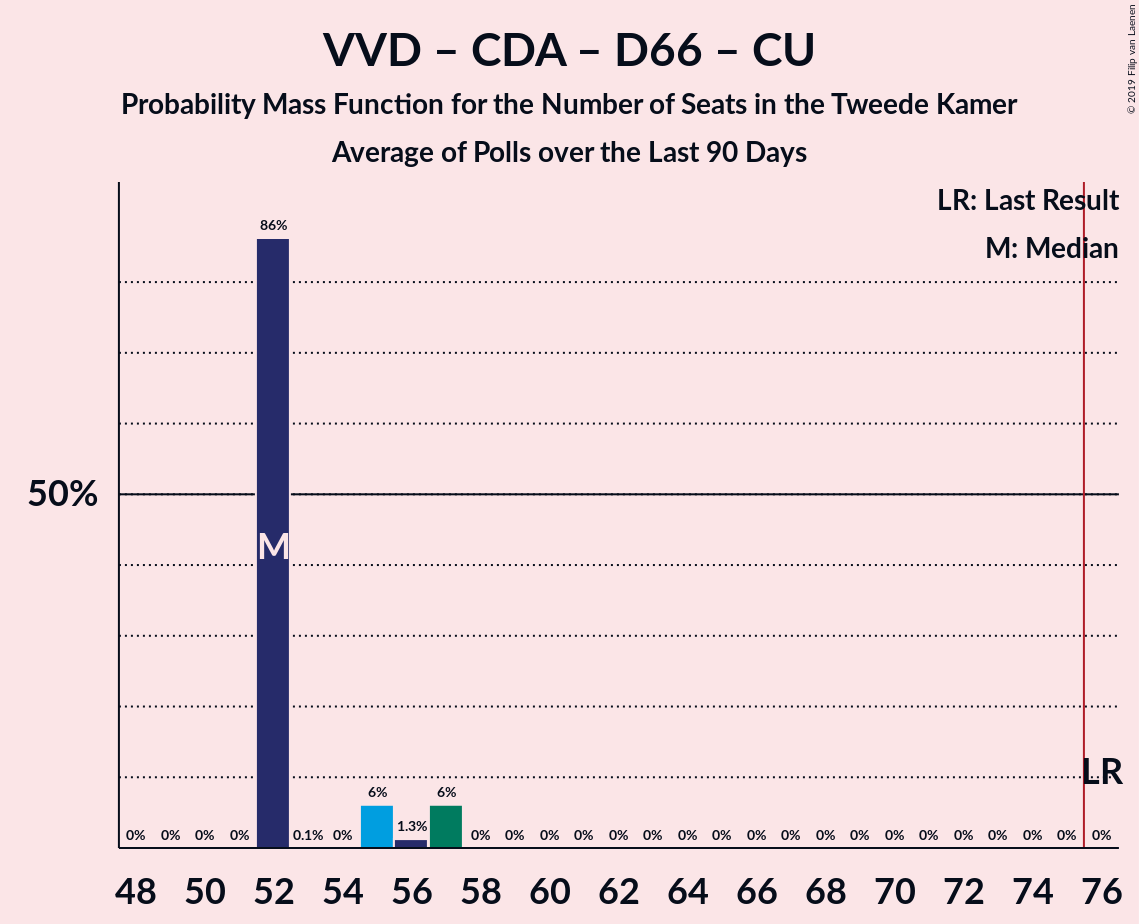 VVD – CDA – D66 – CU
Probability Mass Function for the Number of Seats in the Tweede Kamer
Average of Polls over the Last 90 Days
© 2019 Filip van Laenen
LR: Last Result
M: Median
86%
50%
M
LR
6% 6%
0% 0% 0% 0% 0.1% 0% 1.3% 0% 0% 0% 0% 0% 0% 0% 0% 0% 0% 0% 0% 0% 0% 0% 0% 0% 0% 0%
48 50 52 54 56 58 60 62 64 66 68 70 72 74 76